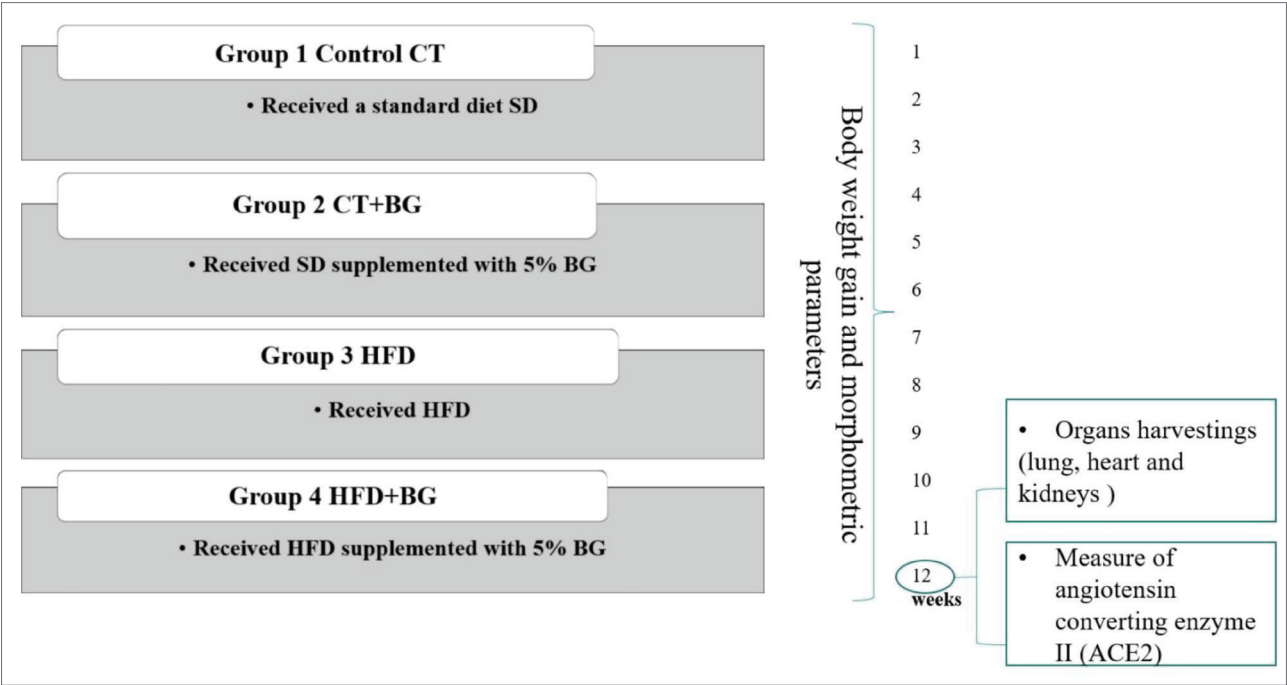 Group 1 Control CT
• Received a standard diet SD
Group 2 CT+BG
• Received SD supplemented with 5% BG
Group 3 HFD
• Received HFD
Group 4 HFD+BG
• Received HFD supplemented with 5% BG
Body weight gain and morphometric
parameters
1
2
3
4
5
6
7
8
9
10
11
12
weeks
• Organs harvestings
(lung, heart and
kidneys )
• Measure of
angiotensin
converting enzyme
II (ACE2)